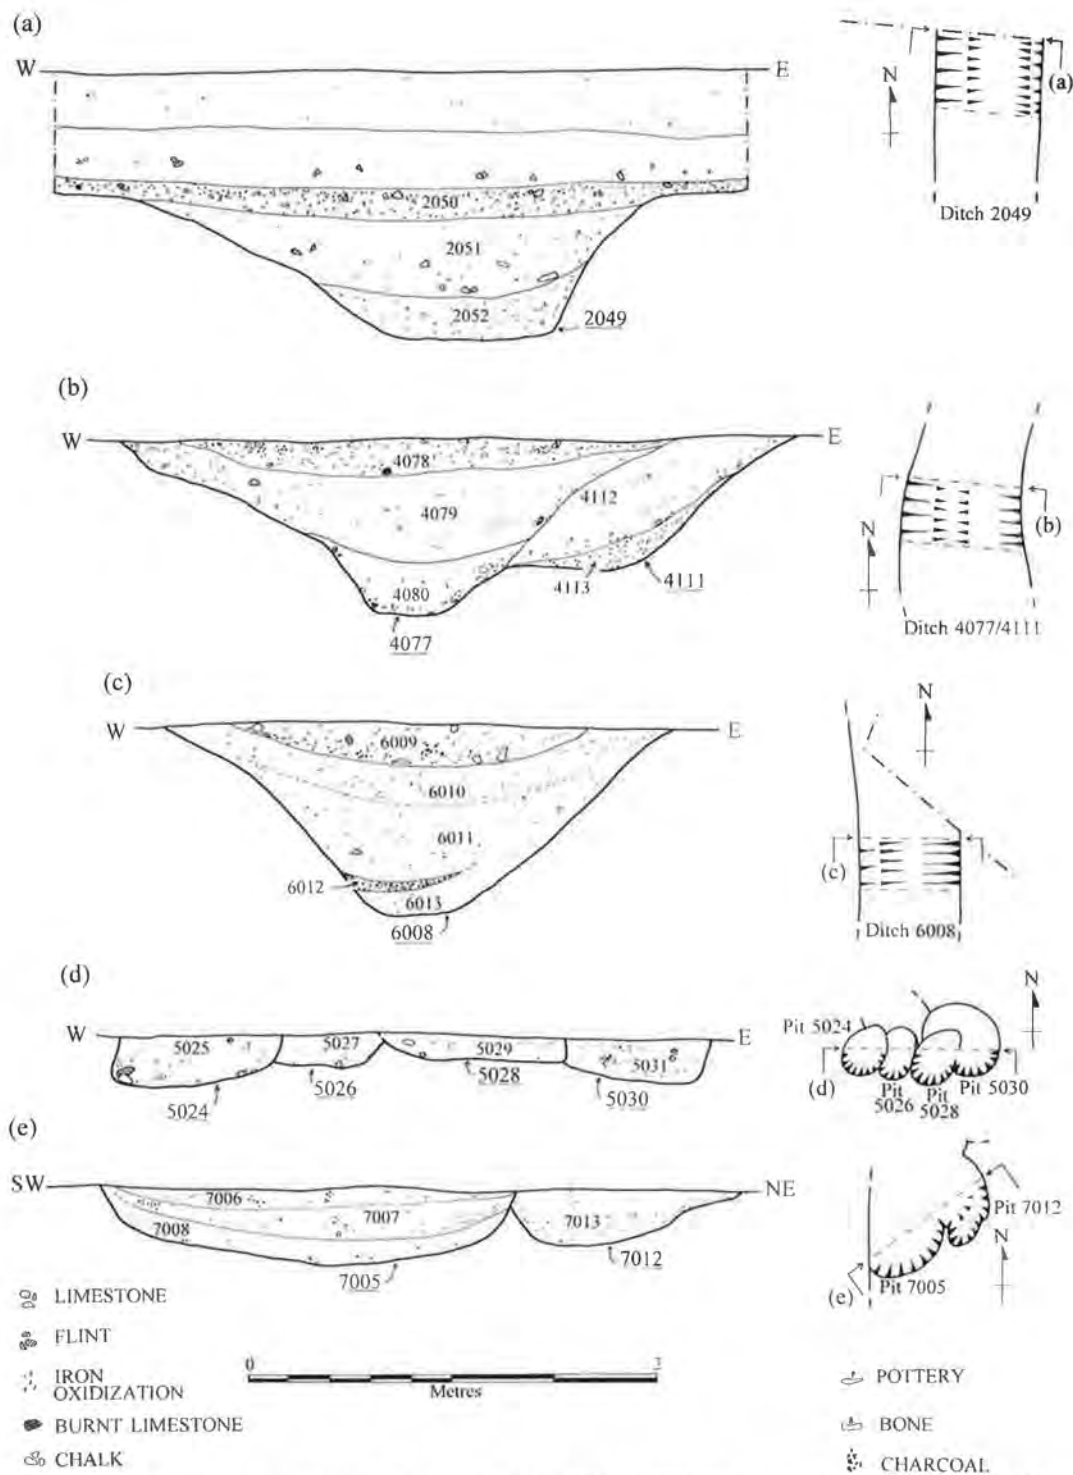 (a)
W
E
2050
2051
2052
2049
N
(a)
Ditch 2049
(b)
W
E
4078
4079
4112
4080
4113
4111
4077
N
(b)
Ditch 4077/4111
(c)
W
E
6009
6010
6011
6012
6013
6008
N
(c)
Ditch 6008
(d)
W
E
5025
5027
5029
5031
5024
5026
5028
5030
N
Pit 5024
(d)
Pit
5026
Pit
5028
Pit 5030
(e)
SW
NE
7006
7007
7008
7013
7005
7012
Pit 7012
N
Pit 7005
(e)
LIMESTONE
FLINT
IRON
OXIDIZATION
BURNT LIMESTONE
CHALK
0
Metres
POTTERY
BONE
CHARCOAL